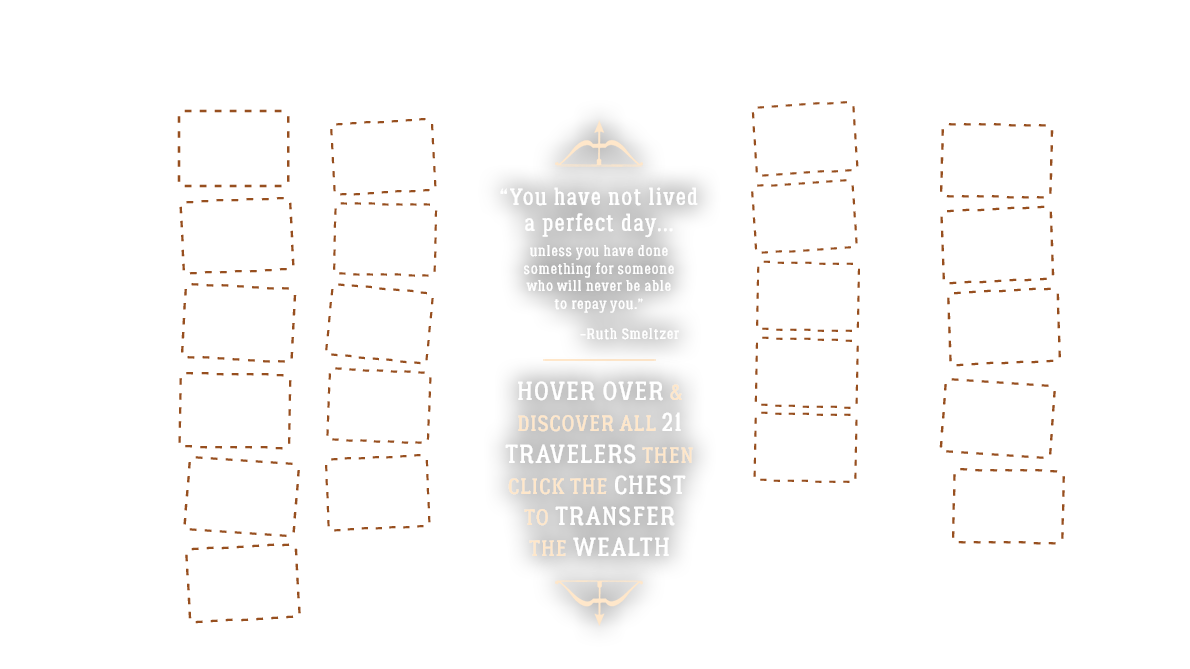 “You have not lived
a perfect day...
unless you have done
something for someone
who will never be able
to repay you.”
-Ruth Smeltzer
HOVER OVER &
DISCOVER ALL 21
TRAVELERS THEN
CLICK THE CHEST
TO TRANSFER
THE WEALTH